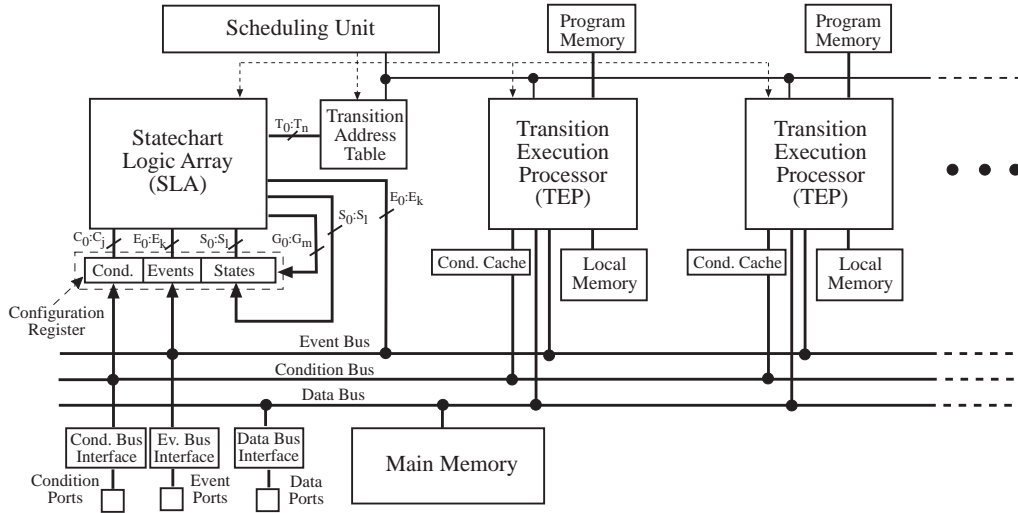 Scheduling Unit
Program
Memory
Program
Memory
Statechart
Logic Array
(SLA)
T0:Tn
Transition
Address
Table
Transition
Execution
Processor
(TEP)
Transition
Execution
Processor
(TEP)
E0:Ek
S0:Sl
G0:Gm
C0:Cj
E0:Ek
S0:Sl
Cond.
Events
States
Cond. Cache
Local
Memory
Cond. Cache
Local
Memory
Configuration
Register
Event Bus
Condition Bus
Data Bus
Cond. Bus
Interface
Ev. Bus
Interface
Data Bus
Interface
Main Memory
Condition
Ports
Event
Ports
Data
Ports